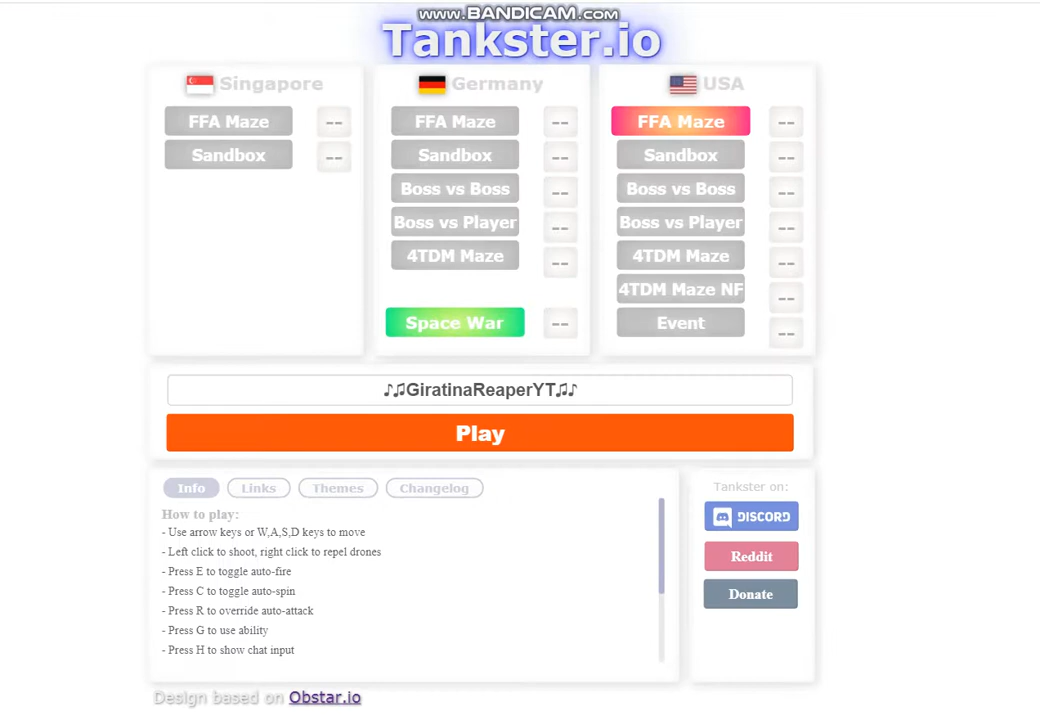 www.BANDICAM.com
Tankster.io
Singapore
FFA Maze --
Sandbox --
Germany
FFA Maze --
Sandbox --
Boss vs Boss --
Boss vs Player --
4TDM Maze --
Space War --
USA
FFA Maze --
Sandbox --
Boss vs Boss --
Boss vs Player --
4TDM Maze --
4TDM Maze NF --
Event --
♪♫GiratinaReaperYT♫♪
Play
Info Links Themes Changelog
How to play:
- Use arrow keys or W,A,S,D keys to move
- Left click to shoot, right click to repel drones
- Press E to toggle auto-fire
- Press C to toggle auto-spin
- Press R to override auto-attack
- Press G to use ability
- Press H to show chat input
Tankster on:
DISCORD
Reddit
Donate
Design based on Obstar.io